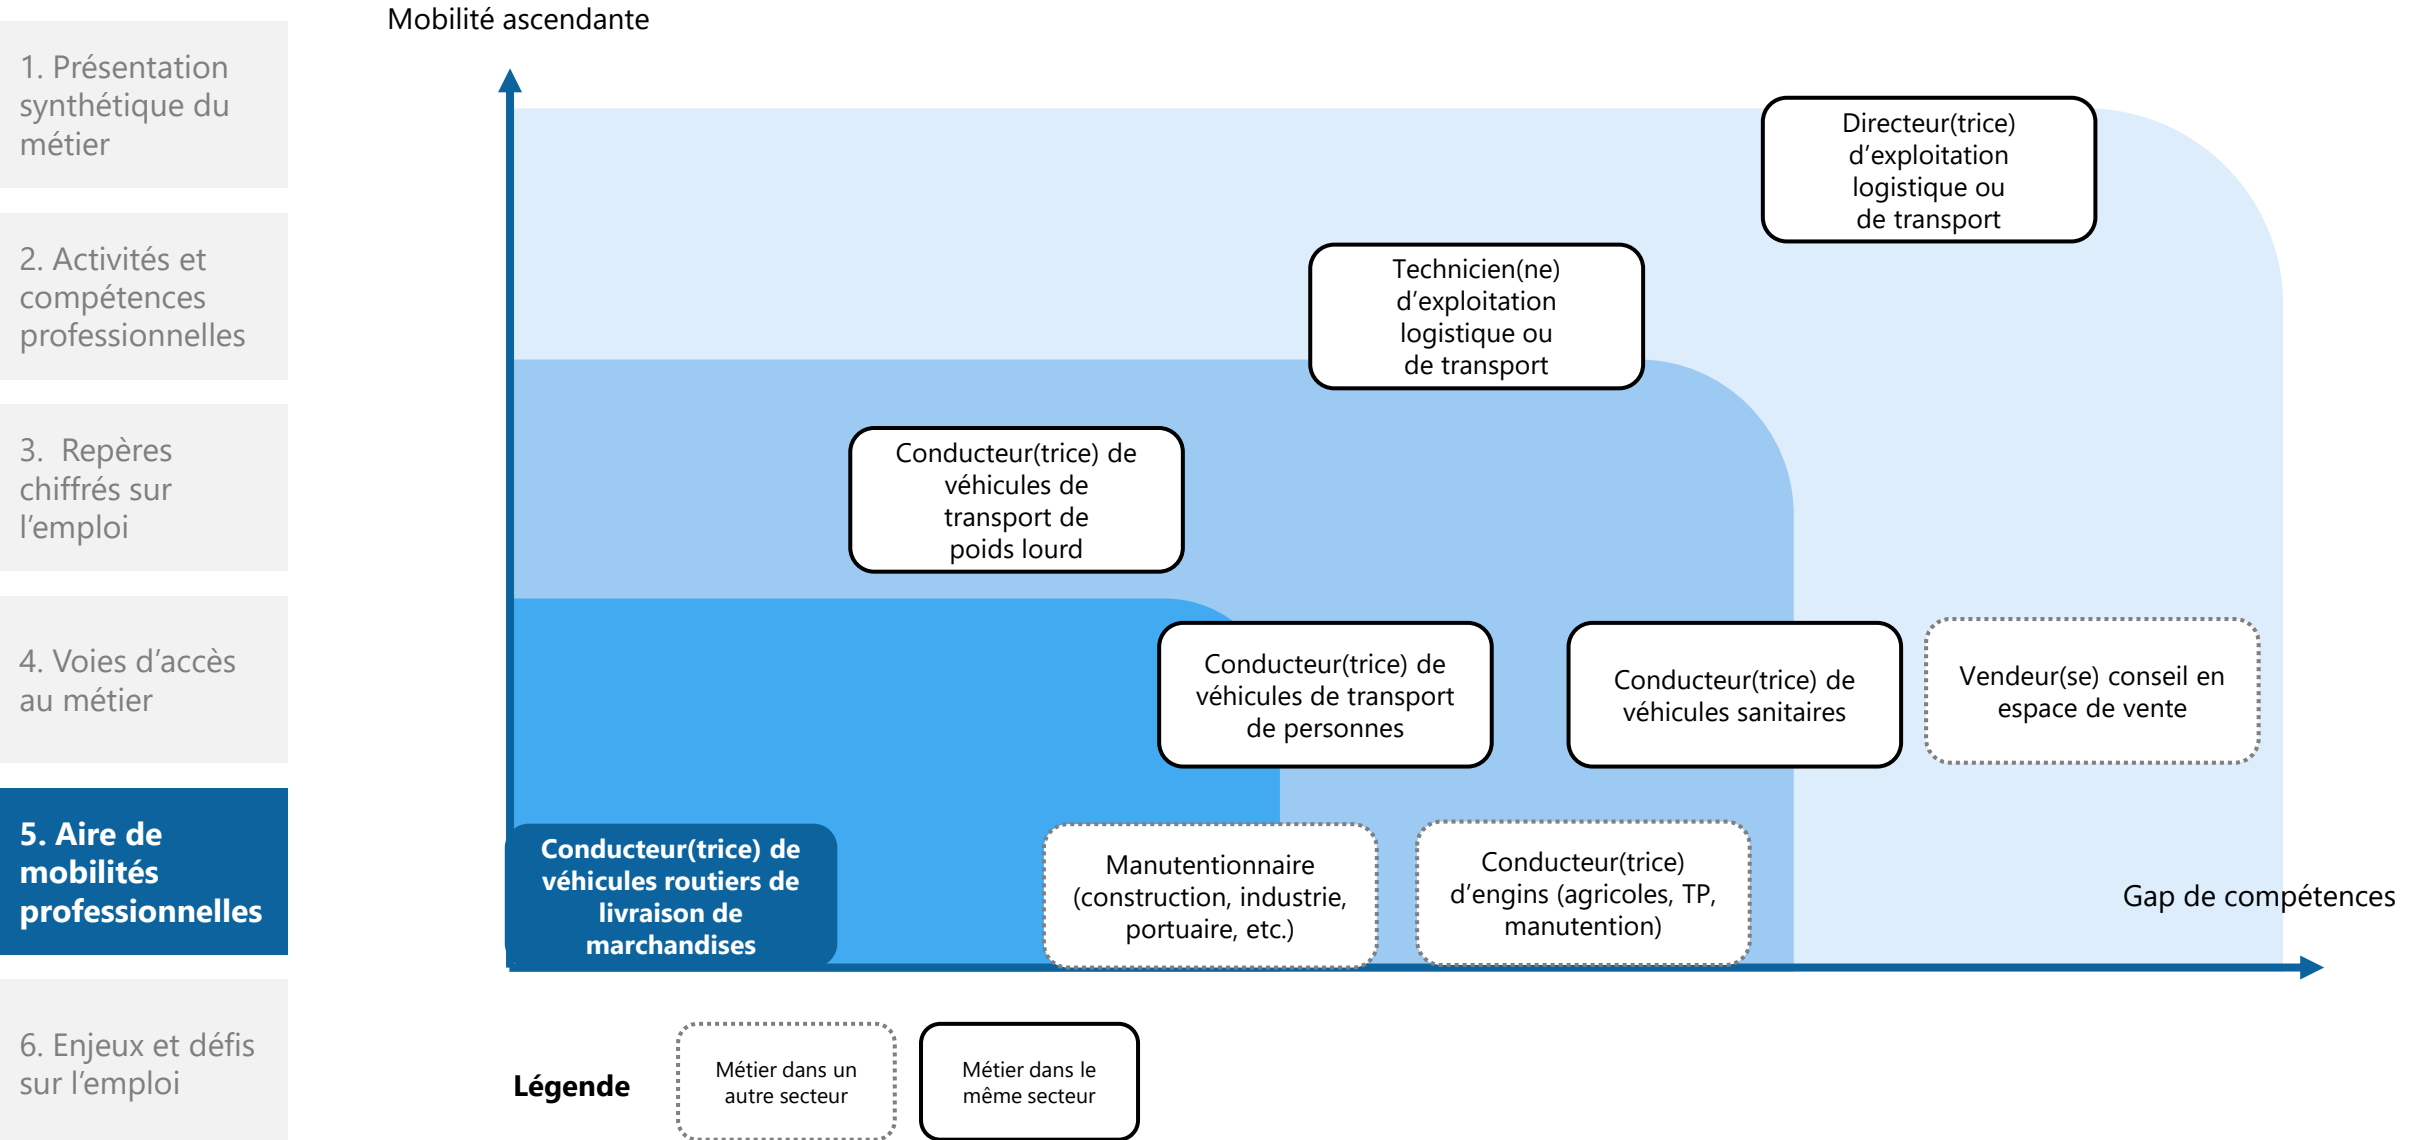 Mobilité ascendante
1. Présentation
synthétique du
métier
2. Activités et
compétences
professionnelles
3.  Repères
chiffrés sur
l'emploi
4. Voies d'accès
au métier
5. Aire de
mobilités
professionnelles
6. Enjeux et défis
sur l'emploi
Directeur(trice)
d'exploitation
logistique ou
de transport
Technicien(ne)
d'exploitation
logistique ou
de transport
Conducteur(trice) de
véhicules de
transport de
poids lourd
Conducteur(trice) de
véhicules de transport
de personnes
Conducteur(trice) de
véhicules sanitaires
Vendeur(se) conseil en
espace de vente
Conducteur(trice) de
véhicules routiers de
livraison de
marchandises
Manutentionnaire
(construction, industrie,
portuaire, etc.)
Conducteur(trice)
d'engins (agricoles, TP,
manutention)
Gap de compétences
Légende
Métier dans un
autre secteur
Métier dans le
même secteur